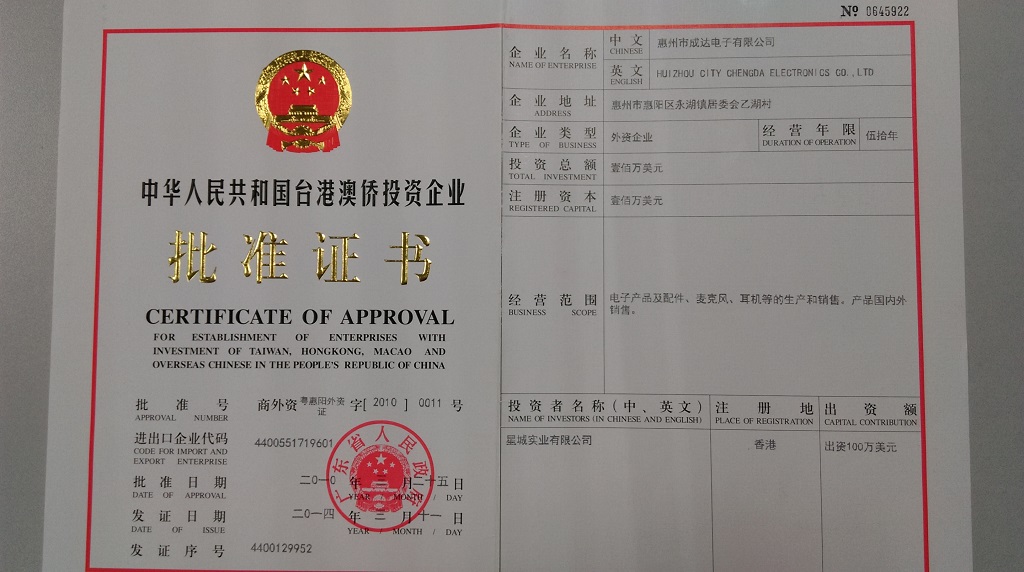 № 0645922
中华人民共和国台港澳侨投资企业
批准证书
CERTIFICATE OF APPROVAL
FOR ESTABLISHMENT OF ENTERPRISES WITH
INVESTMENT OF TAIWAN, HONGKONG, MACAO AND
OVERSEAS CHINESE IN THE PEOPLE'S REPUBLIC OF CHINA
批准号 商外资粤惠阳外资证字[2010]0011号
APPROVAL NUMBER
进出口企业代码 4400551719601
CODE FOR IMPORT AND
EXPORT ENTERPRISE
批准日期 二〇一〇年三月二十五日
DATE OF APPROVAL YEAR / MONTH / DAY
发证日期 二〇一四年三月十一日
DATE OF ISSUE YEAR / MONTH / DAY
发证序号 4400129952
广东省人民政府
企业名称 中文 惠州市成达电子有限公司
NAME OF ENTERPRISE CHINESE
英文 HUIZHOU CITY CHENGDA ELECTRONICS CO.,LTD
ENGLISH
企业地址 惠州市惠阳区永湖镇居委会乙湖村
ADDRESS
企业类型 外资企业 经营年限 伍拾年
TYPE OF BUSINESS DURATION OF OPERATION
投资总额 壹佰万美元
TOTAL INVESTMENT
注册资本 壹佰万美元
REGISTERED CAPITAL
经营范围 电子产品及配件、麦克风、耳机等的生产和销售。产品国内外
BUSINESS SCOPE 销售。
投资者名称(中、英文) 注册地 出资额
NAME OF INVESTORS (IN CHINESE AND ENGLISH) PLACE OF REGISTRATION CAPITAL CONTRIBUTION
星城实业有限公司 香港 出资100万美元